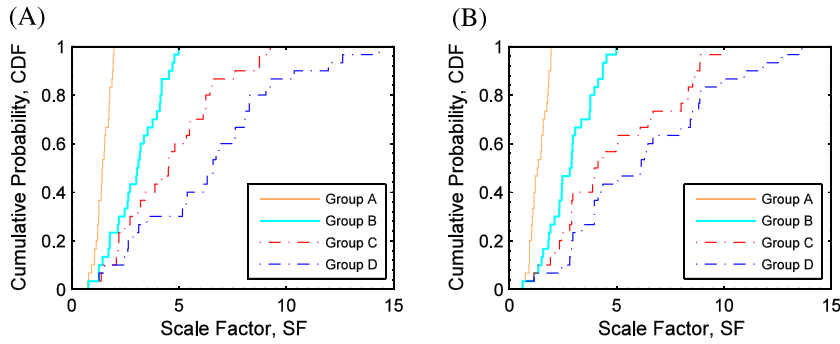 (A)
Cumulative Probability, CDF
1
0.8
0.6
0.4
0.2
0
0 5 10 15
Scale Factor, SF
Group A
Group B
Group C
Group D
(B)
Cumulative Probability, CDF
1
0.8
0.6
0.4
0.2
0
0 5 10 15
Scale Factor, SF
Group A
Group B
Group C
Group D